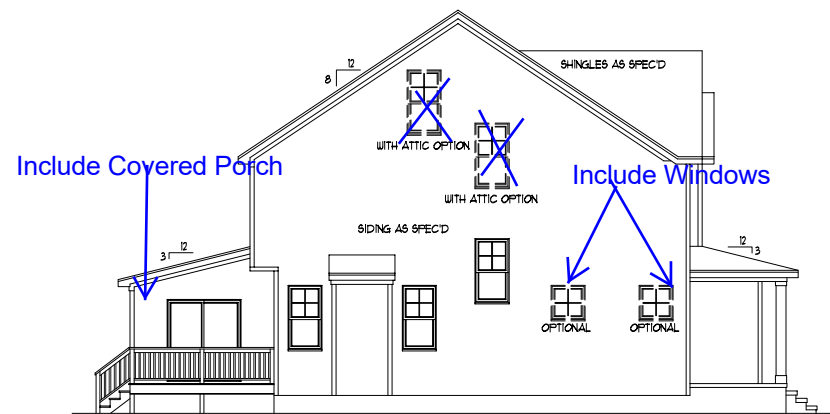 SHINGLES AS SPEC'D
12
8
WITH ATTIC OPTION
Include Covered Porch
Include Windows
WITH ATTIC OPTION
SIDING AS SPEC'D
12
3
12
3
OPTIONAL
OPTIONAL